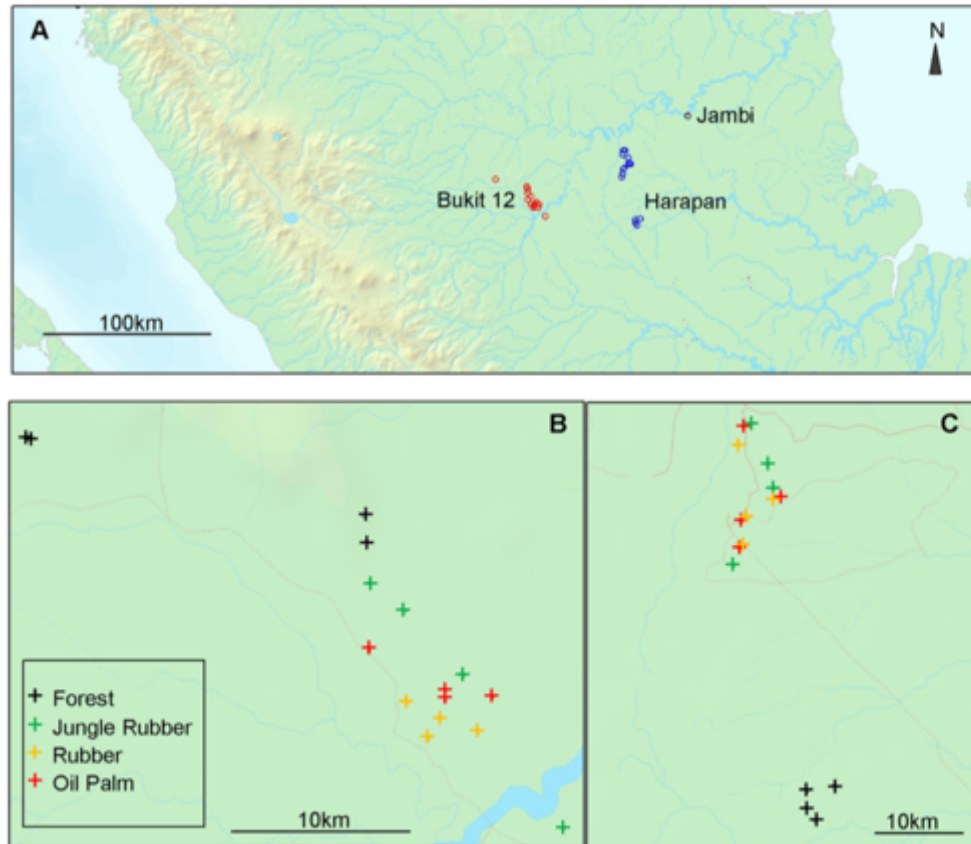 A
N
Jambi
Bukit 12
Harapan
100km
B
C
Forest
Jungle Rubber
Rubber
Oil Palm
10km
10km